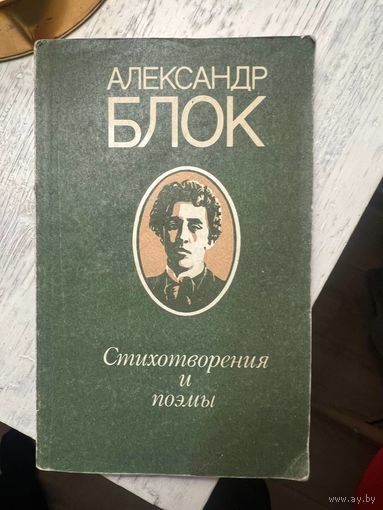 АЛЕКСАНДР
БЛОК
Стихотворения
и
поэмы
www.ay.by